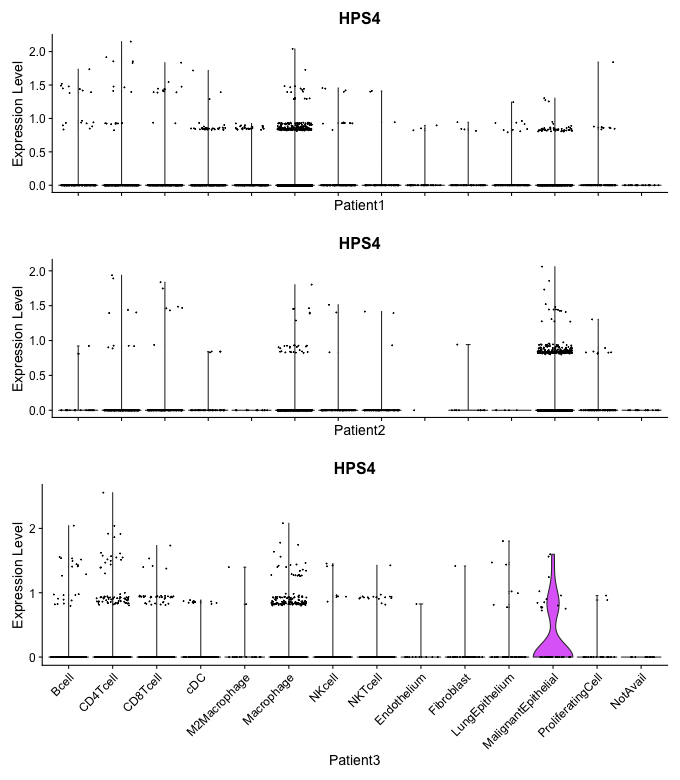 HPS4
Expression Level
2.0
1.5
1.0
0.5
0.0
Patient1
HPS4
Expression Level
2.0
1.5
1.0
0.5
0.0
Patient2
HPS4
Expression Level
2
1
0
Bcell
CD4Tcell
CD8Tcell
cDC
M2Macrophage
Macrophage
NKcell
NKTcell
Endothelium
Fibroblast
LungEpithelium
MalignantEpithelial
ProliferatingCell
NotAvail
Patient3